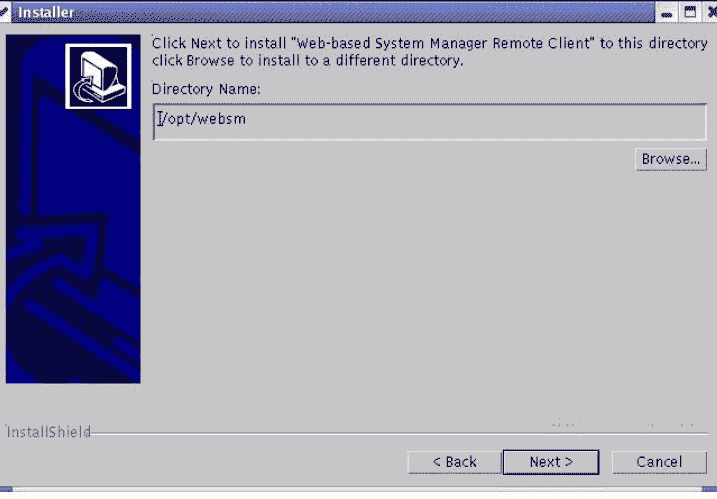 Installer
Click Next to install "Web-based System Manager Remote Client" to this directory
click Browse to install to a different directory.
Directory Name:
/opt/websm
Browse...
InstallShield
< Back
Next >
Cancel